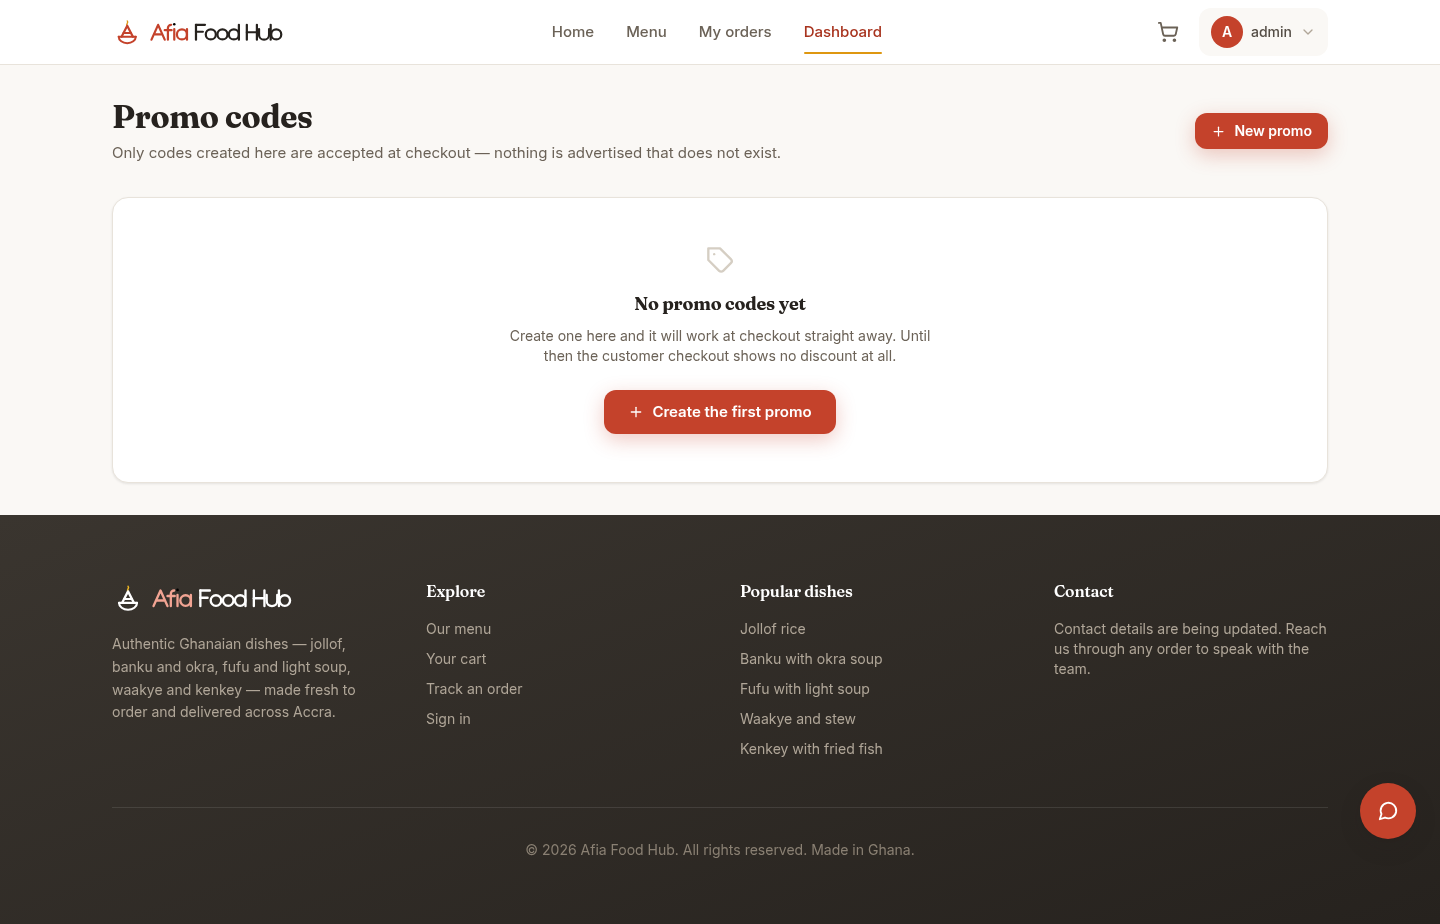 Afia Food Hub
Home
Menu
My orders
Dashboard
A
admin
Promo codes
Only codes created here are accepted at checkout — nothing is advertised that does not exist.
New promo
No promo codes yet
Create one here and it will work at checkout straight away. Until
then the customer checkout shows no discount at all.
Create the first promo
Afia Food Hub
Authentic Ghanaian dishes — jollof,
banku and okra, fufu and light soup,
waakye and kenkey — made fresh to
order and delivered across Accra.
Explore
Our menu
Your cart
Track an order
Sign in
Popular dishes
Jollof rice
Banku with okra soup
Fufu with light soup
Waakye and stew
Kenkey with fried fish
Contact
Contact details are being updated. Reach
us through any order to speak with the
team.
© 2026 Afia Food Hub. All rights reserved. Made in Ghana.